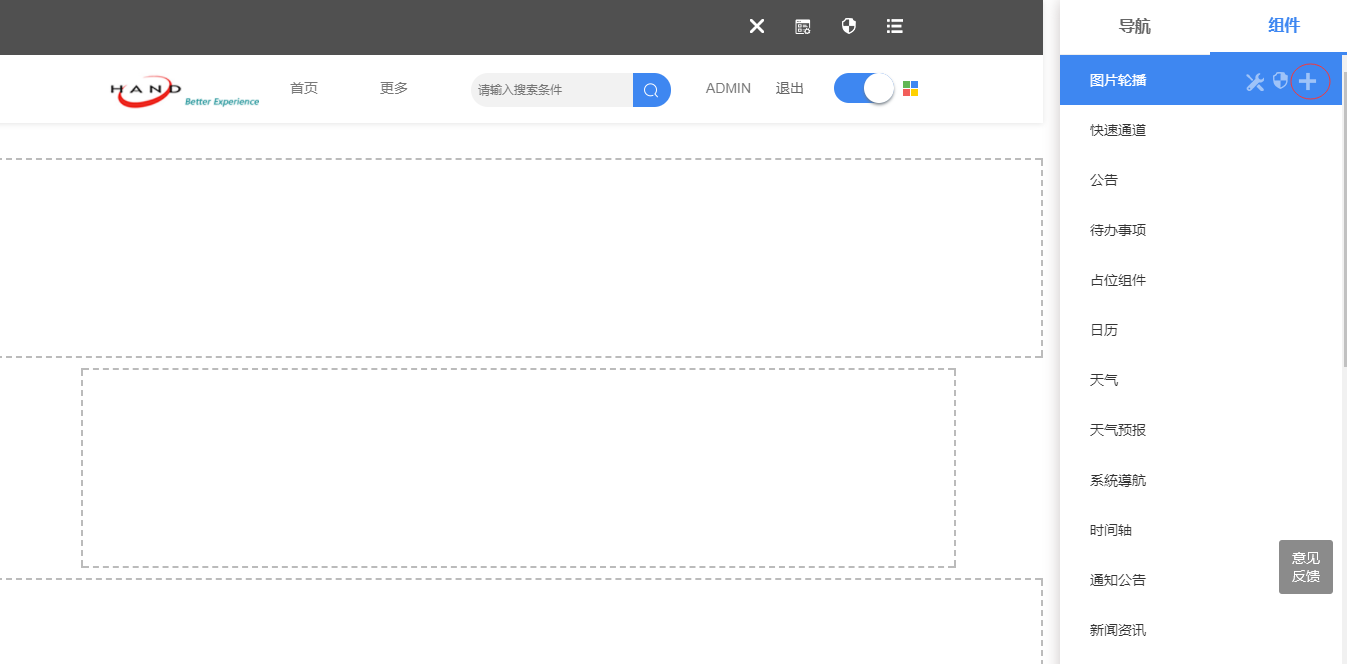 导航
组件
HAND
Better Experience
首页
更多
请输入搜索条件
ADMIN
退出
图片轮播
快速通道
公告
待办事项
占位组件
日历
天气
天气预报
系統導航
时间轴
通知公告
新闻资讯
意见
反馈